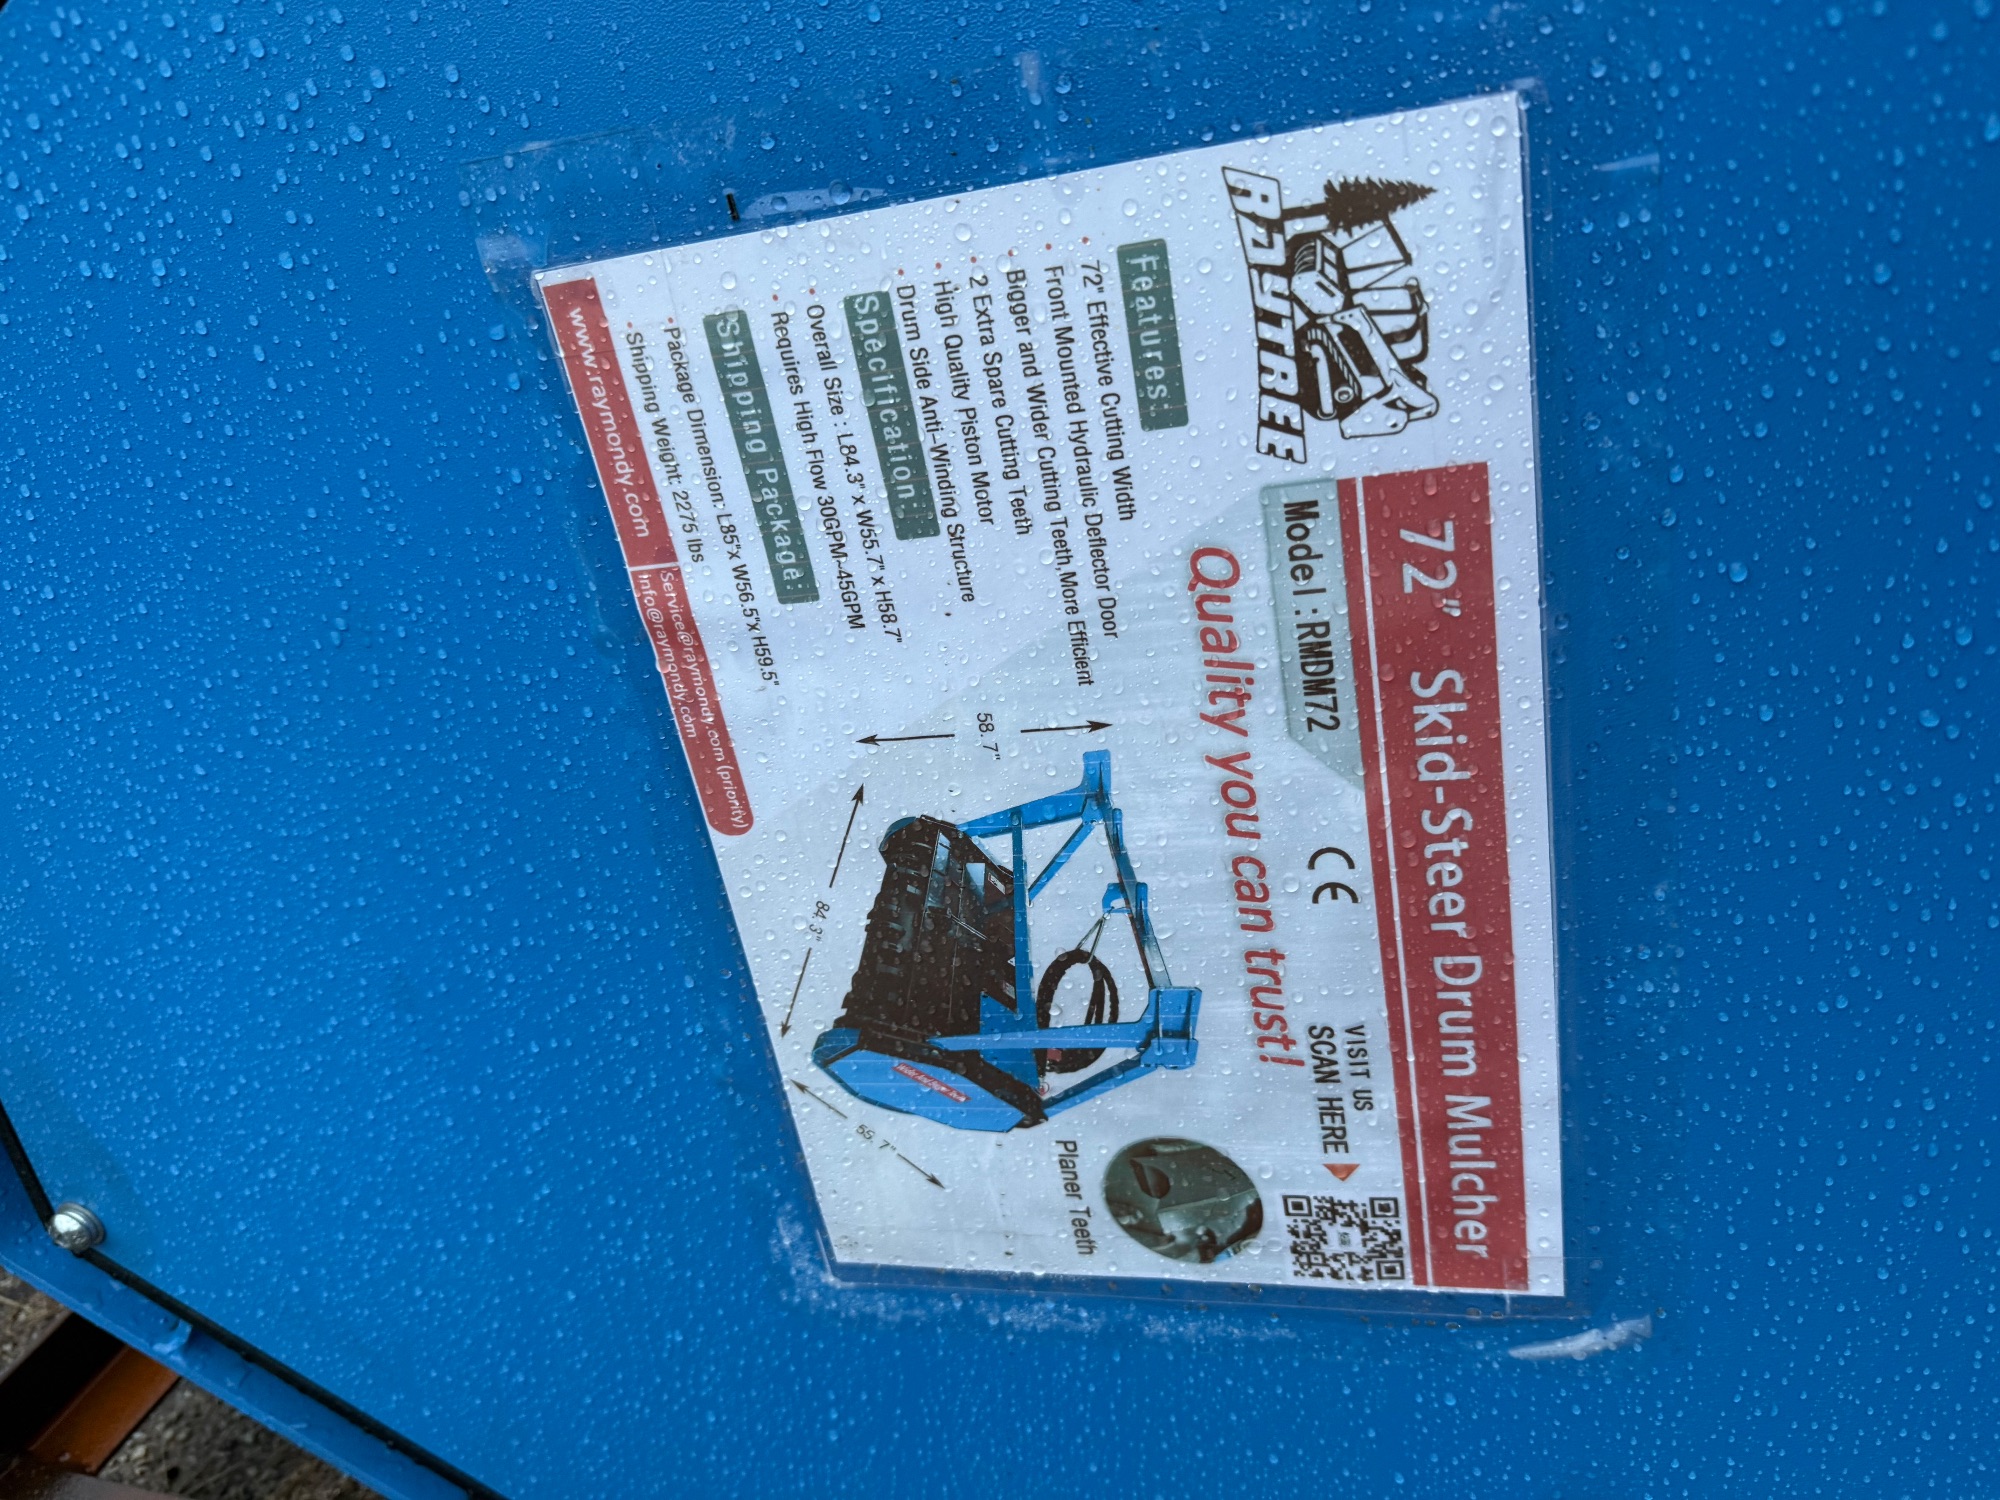 RAYTREE
72" Skid-Steer Drum Mulcher
Model:RMDM72
CE
VISIT US
SCAN HERE
Quality you can trust!
Features:
72" Effective Cutting Width
Front Mounted Hydraulic Deflector Door
Bigger and Wider Cutting Teeth,More Efficient
2 Extra Spare Cutting Teeth
High Quality Piston Motor
Drum Side Anti-Winding Structure
Specification:
Overall Size : L84.3" x W55.7" x H58.7"
Requires High Flow 30GPM-45GPM
Shipping Package:
Package Dimension: L85"x W56.5"x H59.5"
Shipping Weight: 2275 lbs
58.7"
84.3"
55.7"
Planer Teeth
www.raymondy.com
Service@raymondy.com (priority)
info@raymondy.com